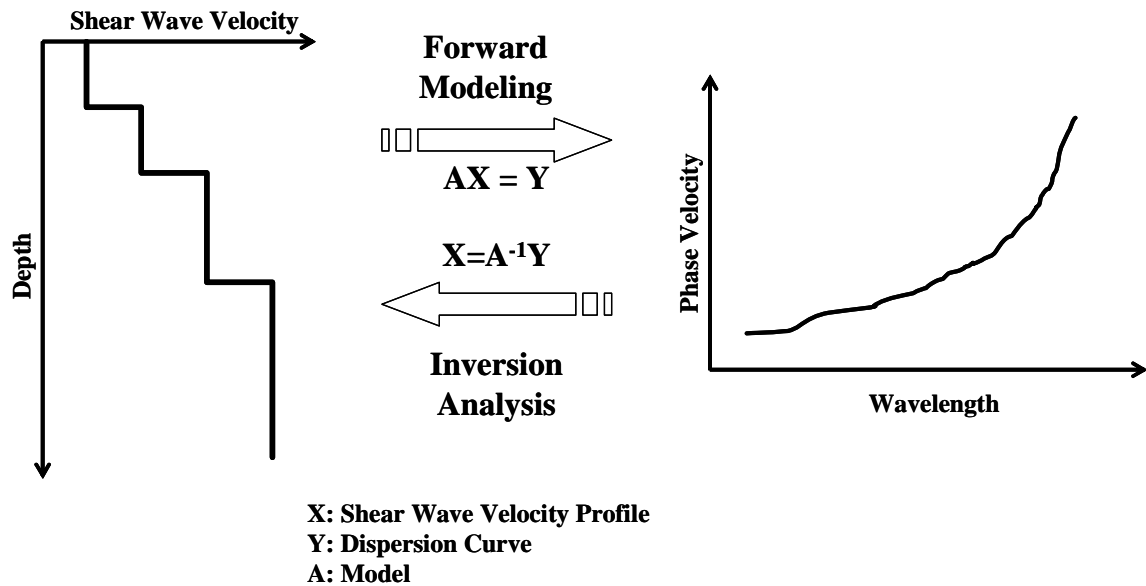 Shear Wave Velocity
Depth
Forward
Modeling
AX = Y
X=A⁻¹Y
Inversion
Analysis
Phase Velocity
Wavelength
X: Shear Wave Velocity Profile
Y: Dispersion Curve
A: Model